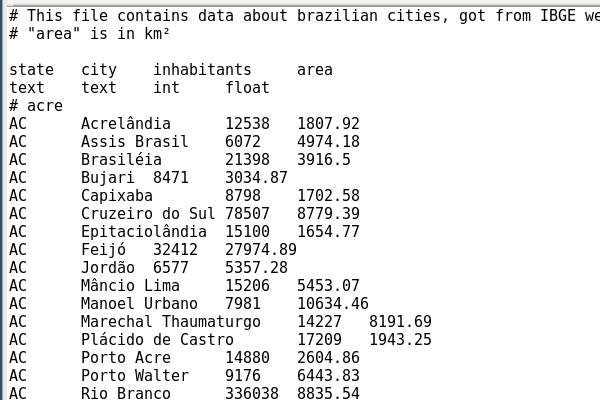 # This file contains data about brazilian cities, got from IBGE
# "area" is in km²
state city inhabitants area
text text int float
# acre
AC Acrelândia 12538 1807.92
AC Assis Brasil 6072 4974.18
AC Brasiléia 21398 3916.5
AC Bujari 8471 3034.87
AC Capixaba 8798 1702.58
AC Cruzeiro do Sul 78507 8779.39
AC Epitaciolândia 15100 1654.77
AC Feijó 32412 27974.89
AC Jordão 6577 5357.28
AC Mâncio Lima 15206 5453.07
AC Manoel Urbano 7981 10634.46
AC Marechal Thaumaturgo 14227 8191.69
AC Plácido de Castro 17209 1943.25
AC Porto Acre 14880 2604.86
AC Porto Walter 9176 6443.83
AC Rio Branco 336038 8835.54